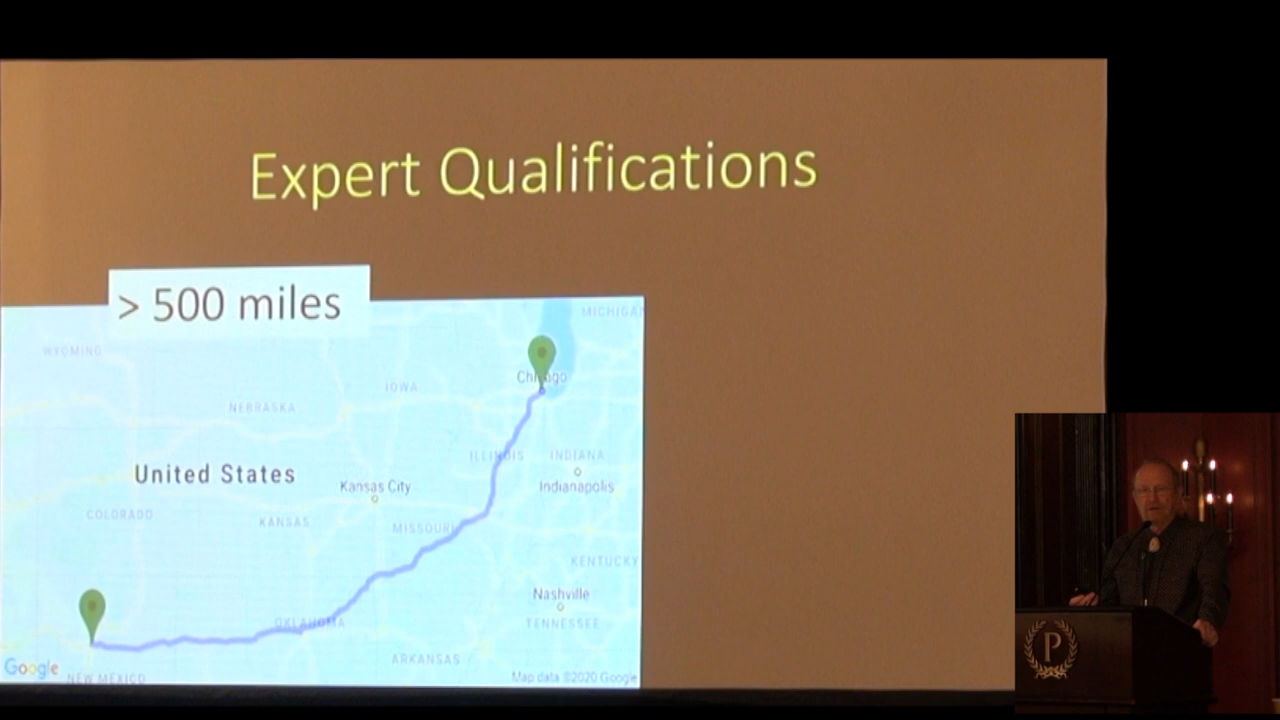 Expert Qualifications
> 500 miles
MICHIGAN
WYOMING
Chicago
IOWA
NEBRASKA
ILLINOIS
INDIANA
United States
Kansas City
Indianapolis
COLORADO
KANSAS
MISSOURI
KENTUCKY
Nashville
OKLAHOMA
TENNESSEE
ARKANSAS
Google
NEW MEXICO
Map data ©2020 Google
P